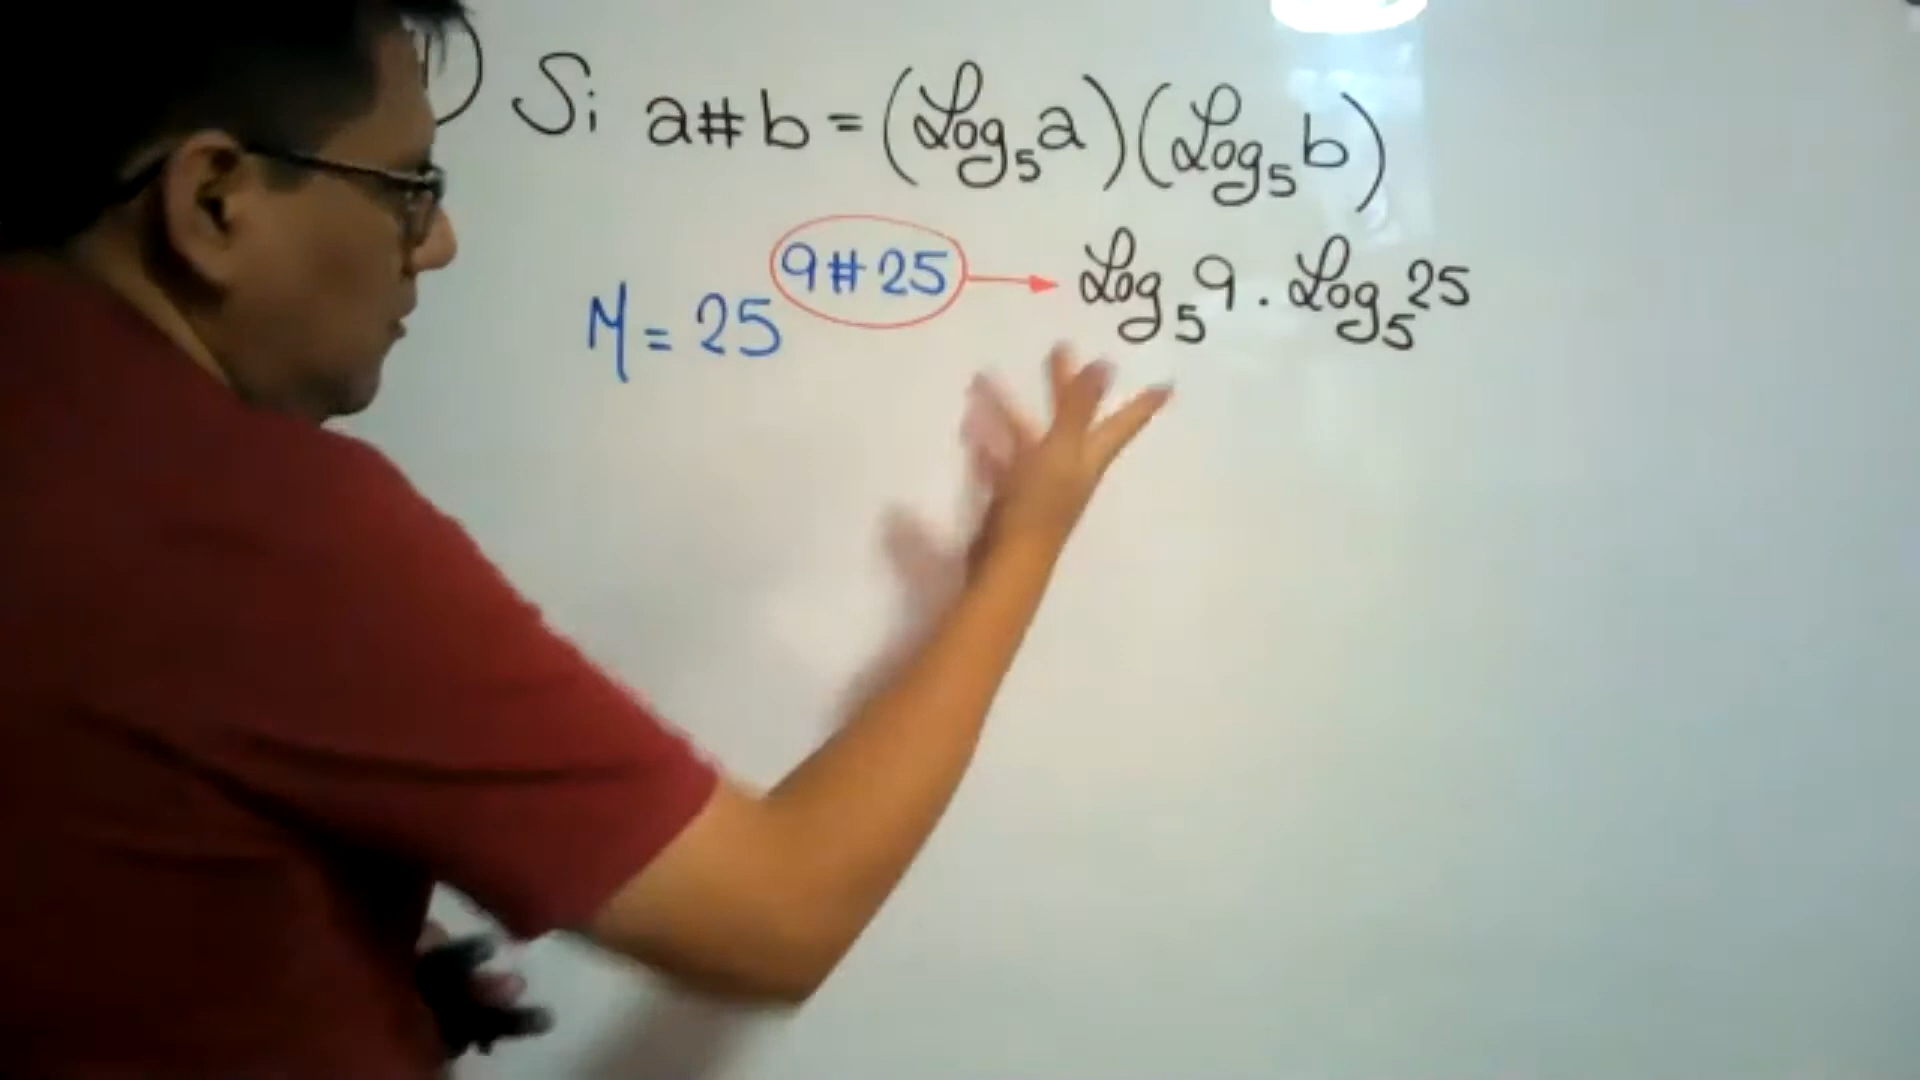 ) Si a#b=(Log₅a)(Log₅b)
M=25^9#25 → Log₅9 . Log₅25